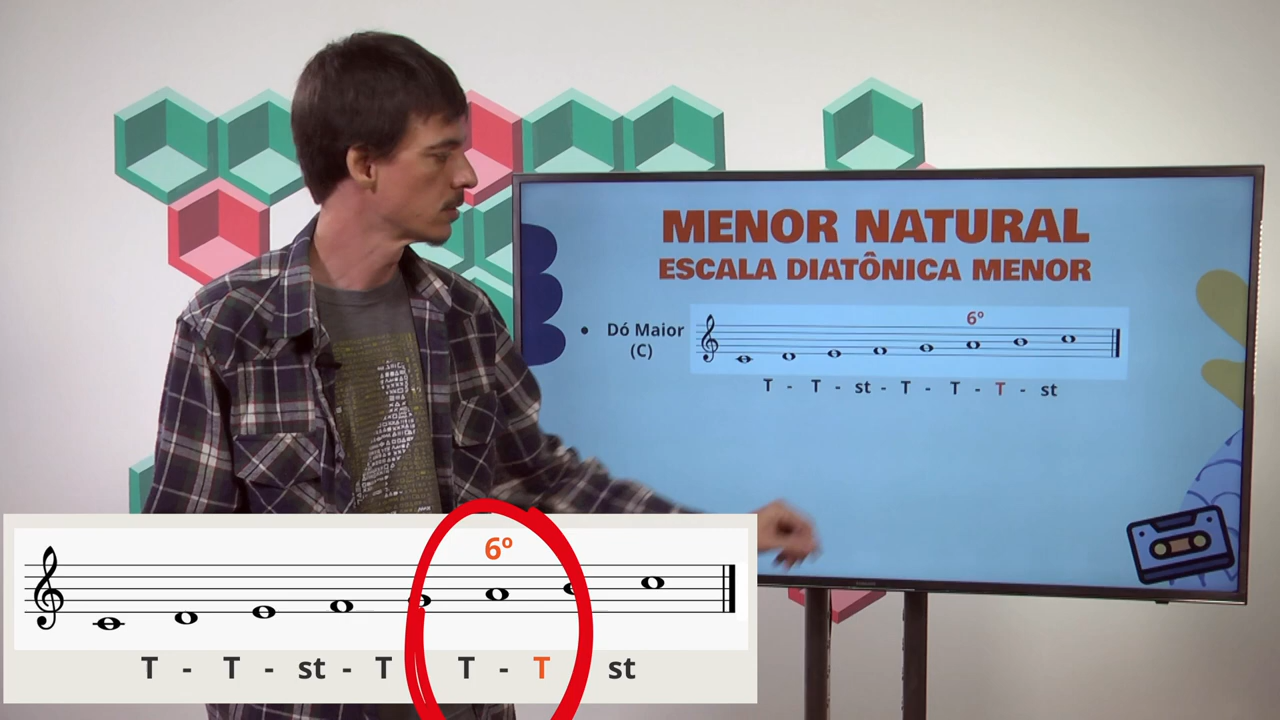 MENOR NATURAL
ESCALA DIATÔNICA MENOR
6º
• Dó Maior
(C)
T - T - st - T - T - T - st
6º
T - T - st - T T - T st